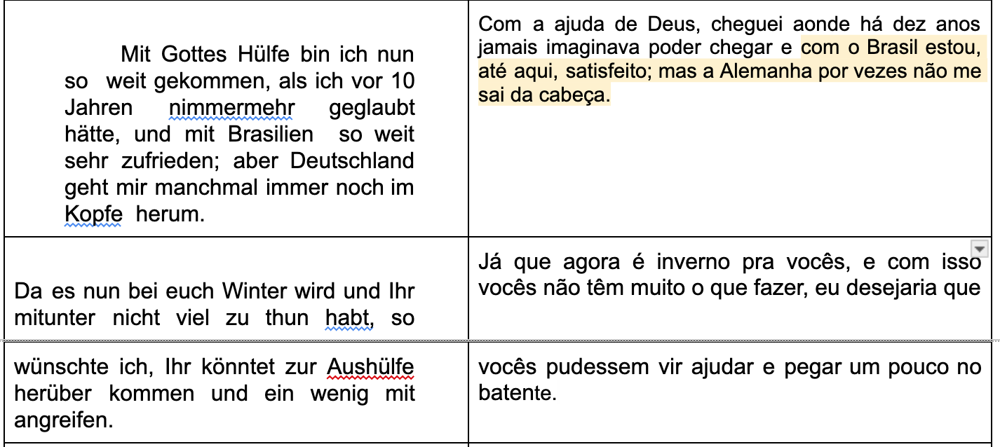 Mit Gottes Hülfe bin ich nun
so weit gekommen, als ich vor 10
Jahren nimmermehr geglaubt
hätte, und mit Brasilien so weit
sehr zufrieden; aber Deutschland
geht mir manchmal immer noch im
Kopfe herum.
Com a ajuda de Deus, cheguei aonde há dez anos
jamais imaginava poder chegar e com o Brasil estou,
até aqui, satisfeito; mas a Alemanha por vezes não me
sai da cabeça.
Da es nun bei euch Winter wird und Ihr
mitunter nicht viel zu thun habt, so
Já que agora é inverno pra vocês, e com isso
vocês não têm muito o que fazer, eu desejaria que
wünschte ich, Ihr könntet zur Aushülfe
herüber kommen und ein wenig mit
angreifen.
vocês pudessem vir ajudar e pegar um pouco no
batente.